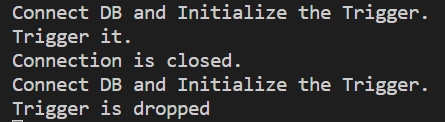 Connect DB and Initialize the Trigger.
Trigger it.
Connection is closed.
Connect DB and Initialize the Trigger.
Trigger is dropped